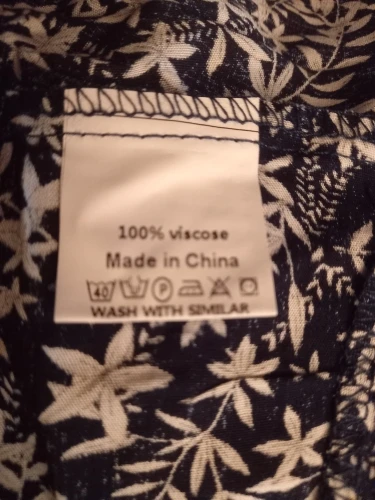 100% viscose
Made in China
40 P
WASH WITH SIMILAR